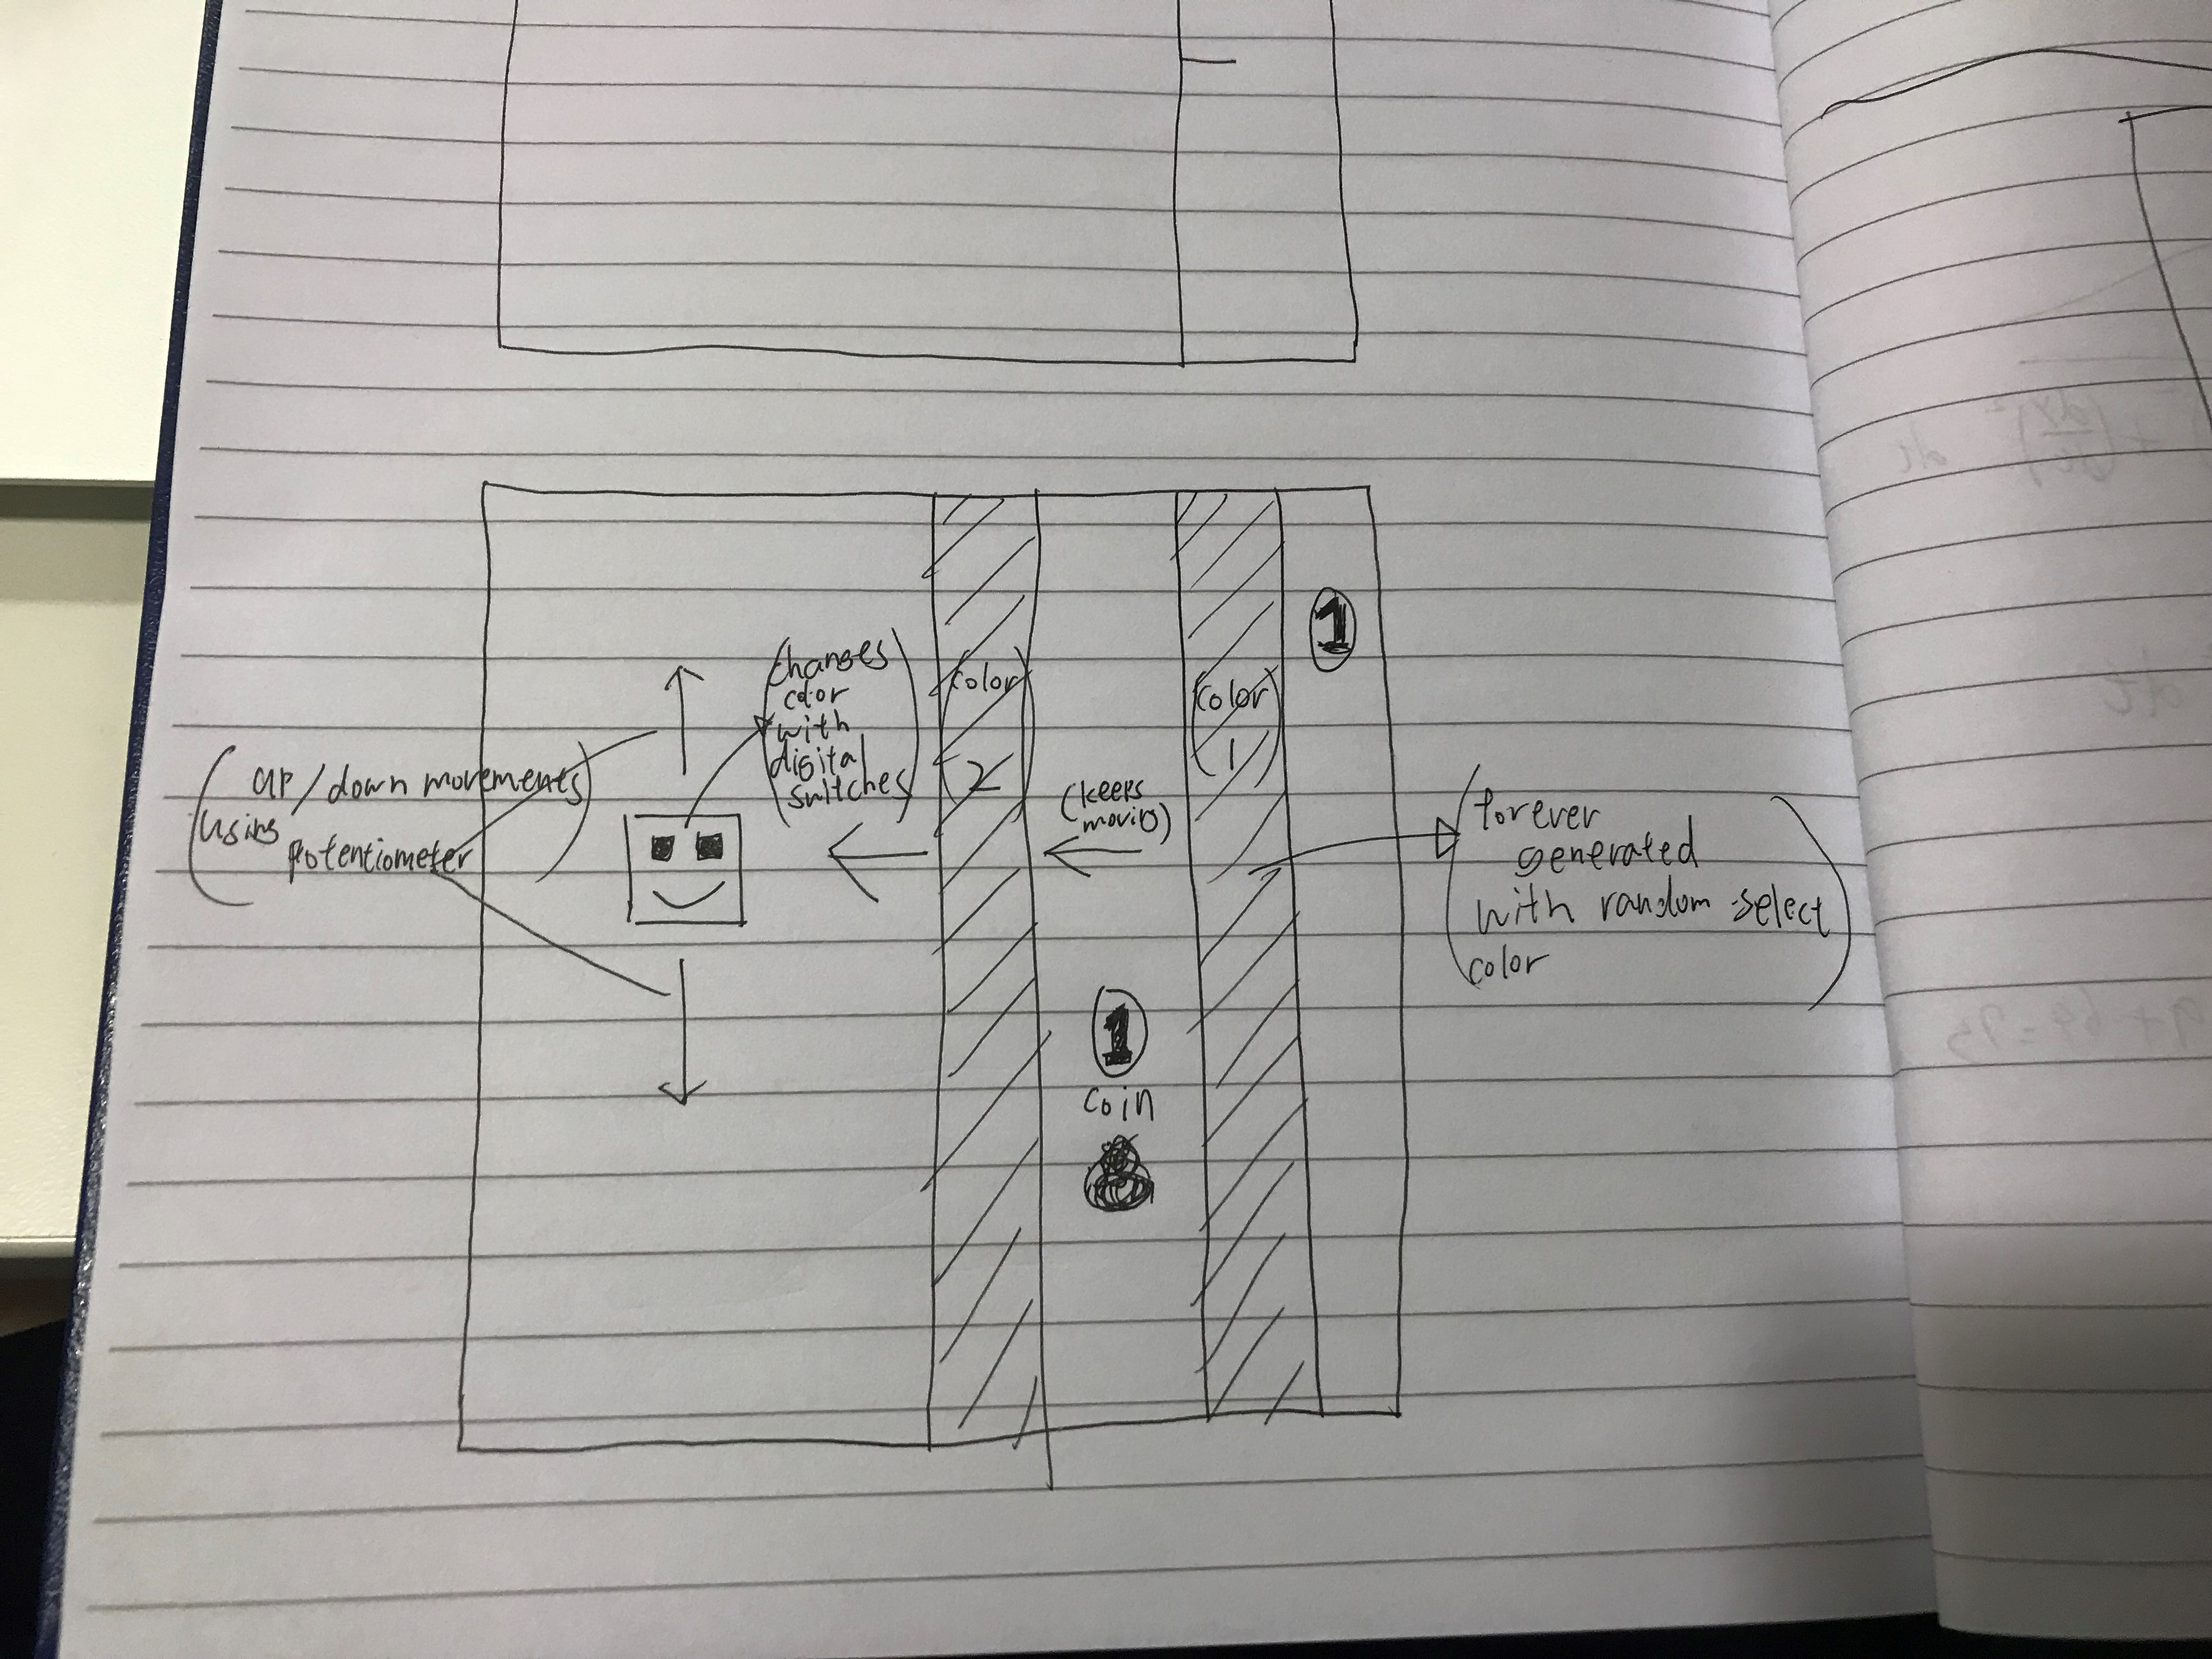 (up/down movements)
using
potentiometer
(Changes
color
with
digital
switches)
(Color
2)
(keeps
moving)
(Color
1)
1
(forever
generated
with random select
color)
1
coin